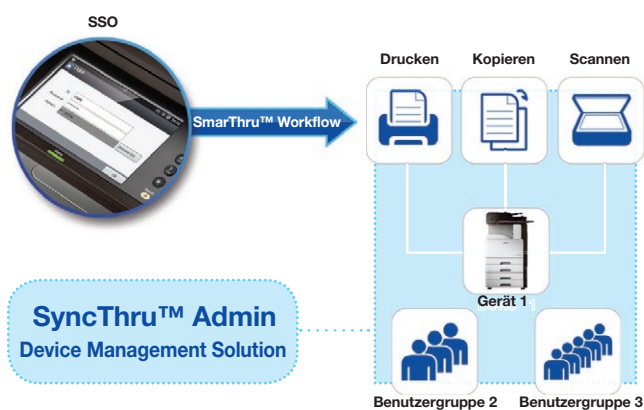 SSO
SmarThru™ Workflow
Drucken
Kopieren
Scannen
Gerät 1
SyncThru™ Admin
Device Management Solution
Benutzergruppe 2
Benutzergruppe 3